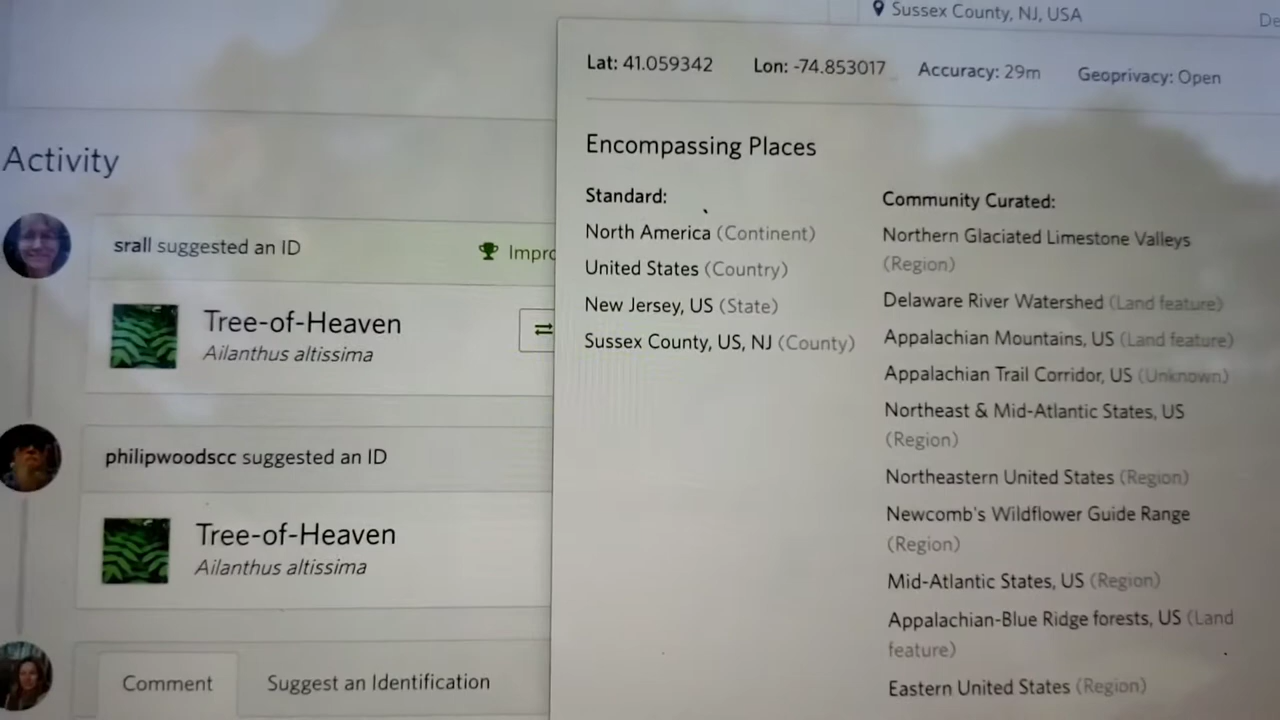 Sussex County, NJ, USA
Lat: 41.059342 Lon: -74.853017 Accuracy: 29m Geoprivacy: Open
Activity
srall suggested an ID
Tree-of-Heaven
Ailanthus altissima
philipwoodscc suggested an ID
Tree-of-Heaven
Ailanthus altissima
Comment Suggest an Identification
Encompassing Places
Standard:
North America (Continent)
United States (Country)
New Jersey, US (State)
Sussex County, US, NJ (County)
Community Curated:
Northern Glaciated Limestone Valleys
(Region)
Delaware River Watershed (Land feature)
Appalachian Mountains, US (Land feature)
Appalachian Trail Corridor, US (Unknown)
Northeast & Mid-Atlantic States, US
(Region)
Northeastern United States (Region)
Newcomb's Wildflower Guide Range
(Region)
Mid-Atlantic States, US (Region)
Appalachian-Blue Ridge forests, US (Land
feature)
Eastern United States (Region)